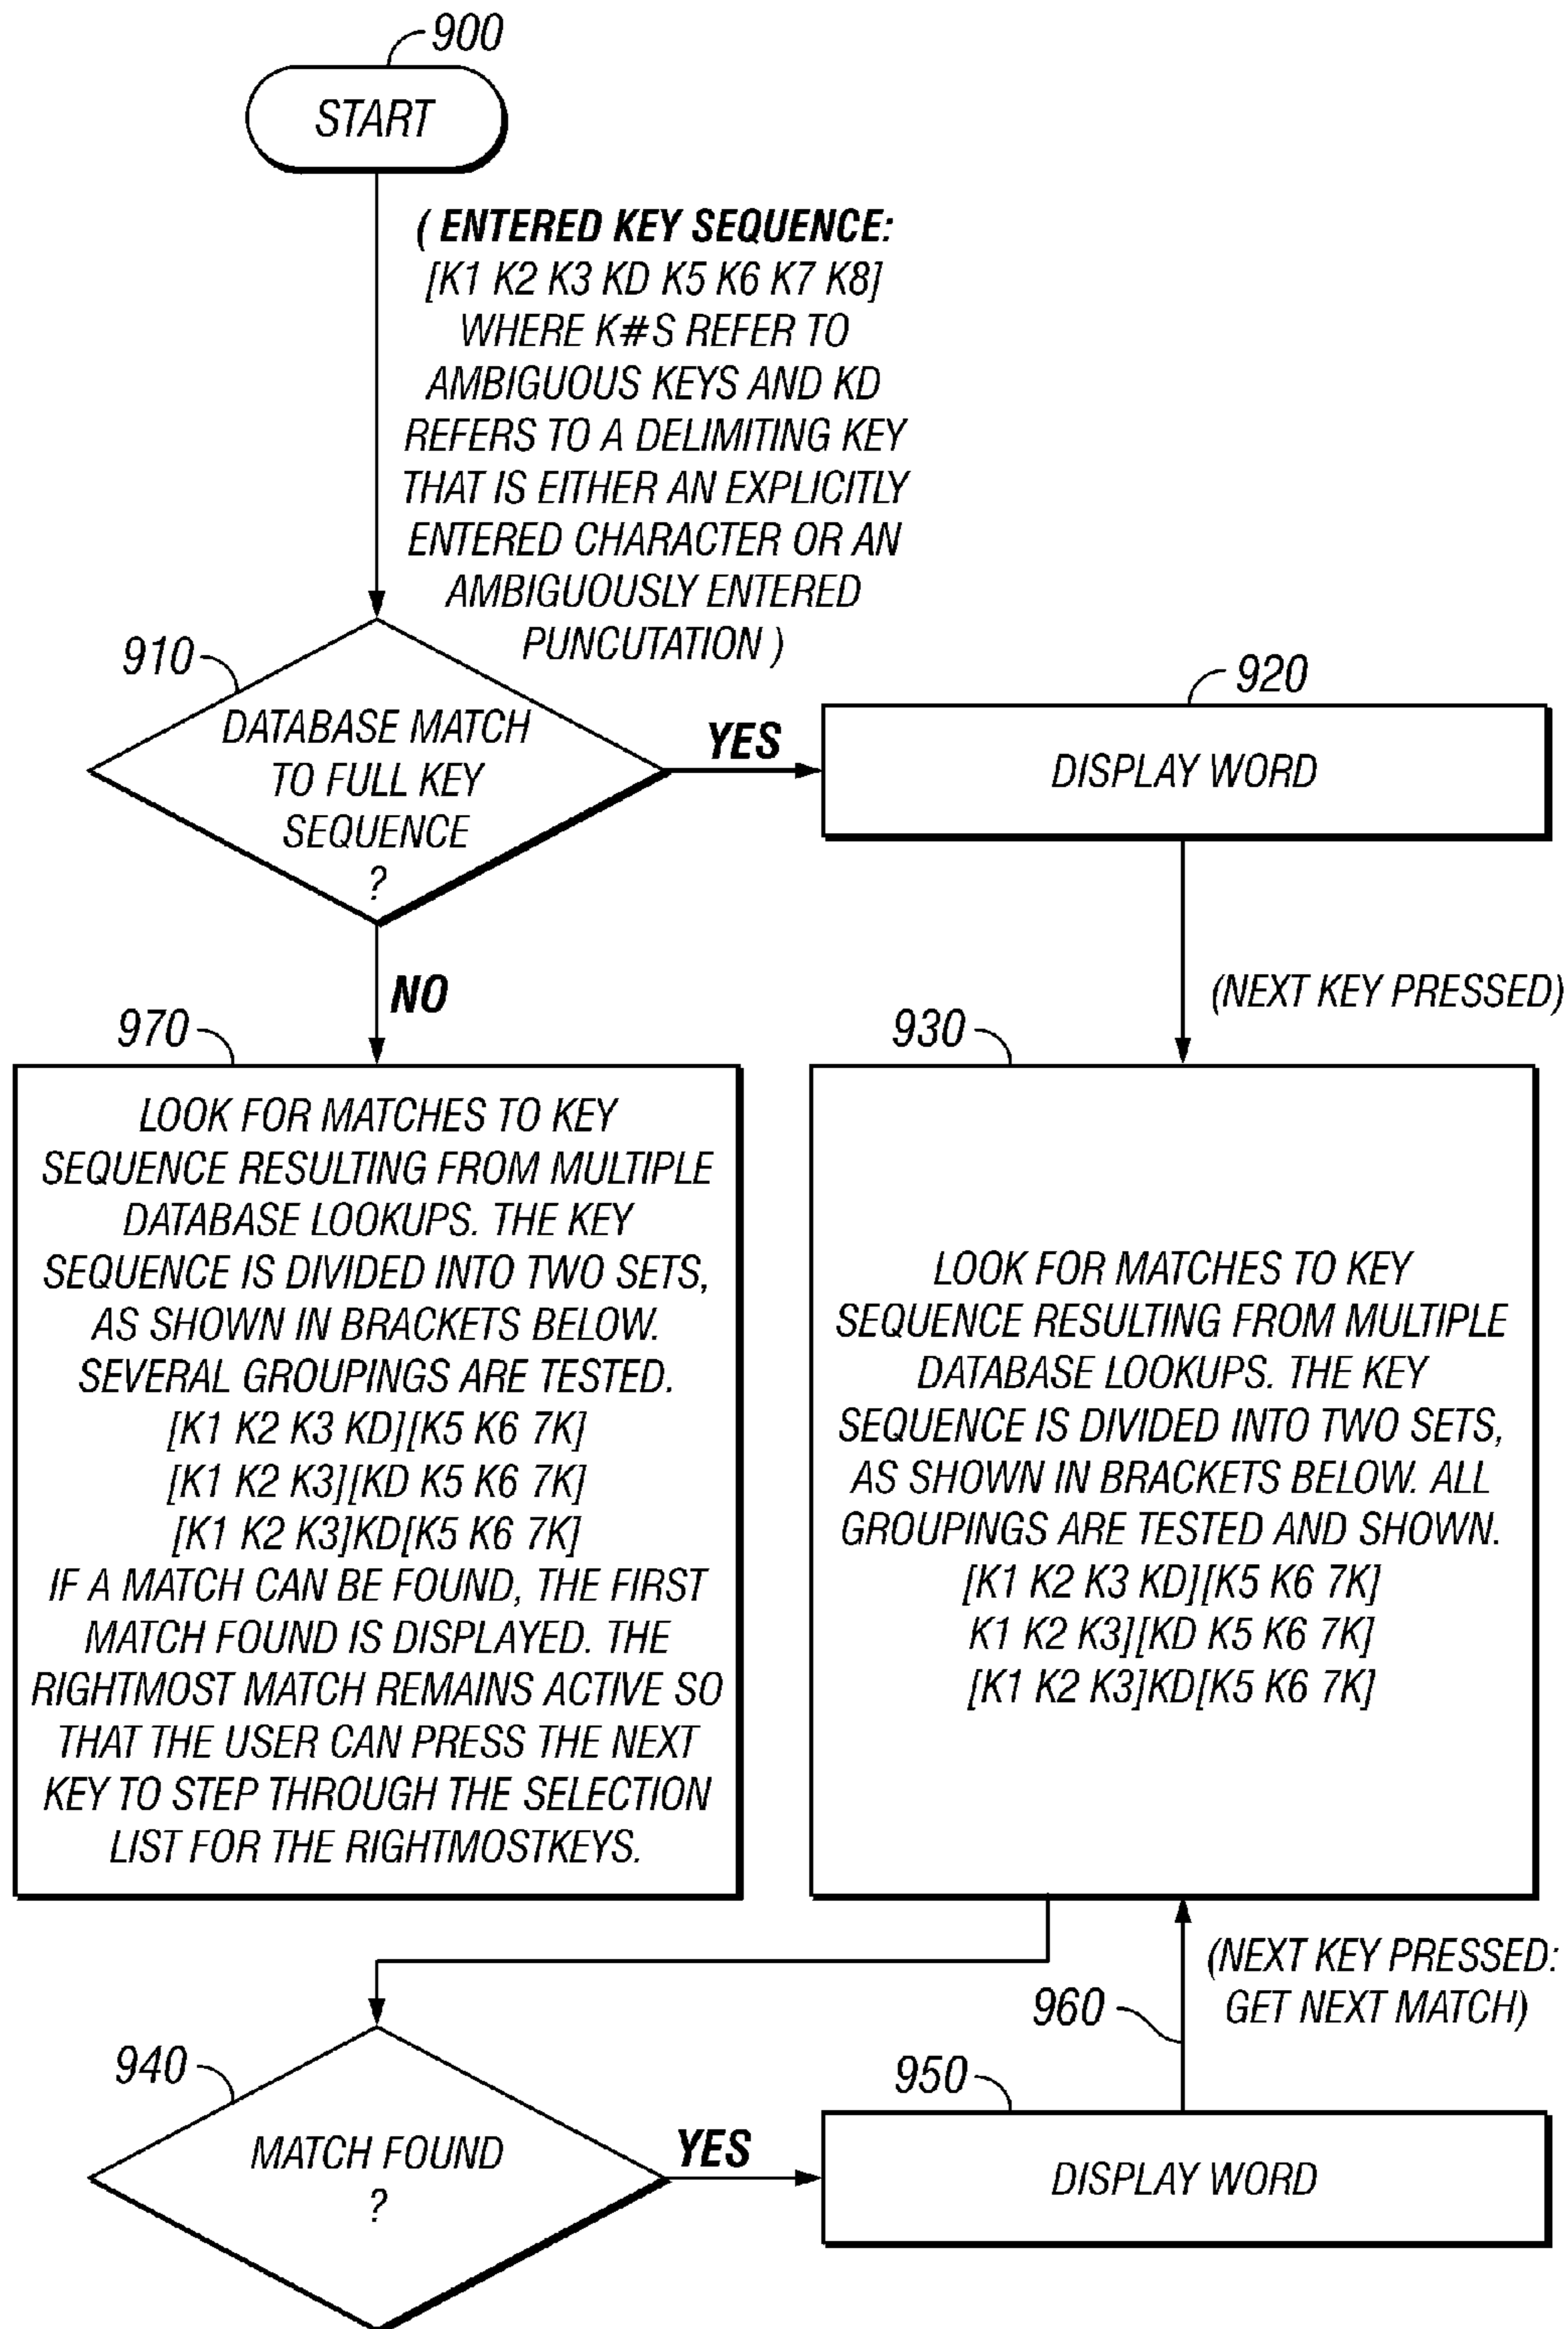 900
START
( ENTERED KEY SEQUENCE:
[K1 K2 K3 KD K5 K6 K7 K8]
WHERE K#S REFER TO
AMBIGUOUS KEYS AND KD
REFERS TO A DELIMITING KEY
THAT IS EITHER AN EXPLICITLY
ENTERED CHARACTER OR AN
AMBIGUOUSLY ENTERED
PUNCUTATION )
910
DATABASE MATCH
TO FULL KEY
SEQUENCE
?
YES
920
DISPLAY WORD
NO
(NEXT KEY PRESSED)
970
LOOK FOR MATCHES TO KEY
SEQUENCE RESULTING FROM MULTIPLE
DATABASE LOOKUPS. THE KEY
SEQUENCE IS DIVIDED INTO TWO SETS,
AS SHOWN IN BRACKETS BELOW.
SEVERAL GROUPINGS ARE TESTED.
[K1 K2 K3 KD][K5 K6 7K]
[K1 K2 K3][KD K5 K6 7K]
[K1 K2 K3]KD[K5 K6 7K]
IF A MATCH CAN BE FOUND, THE FIRST
MATCH FOUND IS DISPLAYED. THE
RIGHTMOST MATCH REMAINS ACTIVE SO
THAT THE USER CAN PRESS THE NEXT
KEY TO STEP THROUGH THE SELECTION
LIST FOR THE RIGHTMOSTKEYS.
930
LOOK FOR MATCHES TO KEY
SEQUENCE RESULTING FROM MULTIPLE
DATABASE LOOKUPS. THE KEY
SEQUENCE IS DIVIDED INTO TWO SETS,
AS SHOWN IN BRACKETS BELOW. ALL
GROUPINGS ARE TESTED AND SHOWN.
[K1 K2 K3 KD][K5 K6 7K]
K1 K2 K3][KD K5 K6 7K]
[K1 K2 K3]KD[K5 K6 7K]
(NEXT KEY PRESSED:
GET NEXT MATCH)
960
940
MATCH FOUND
?
YES
950
DISPLAY WORD